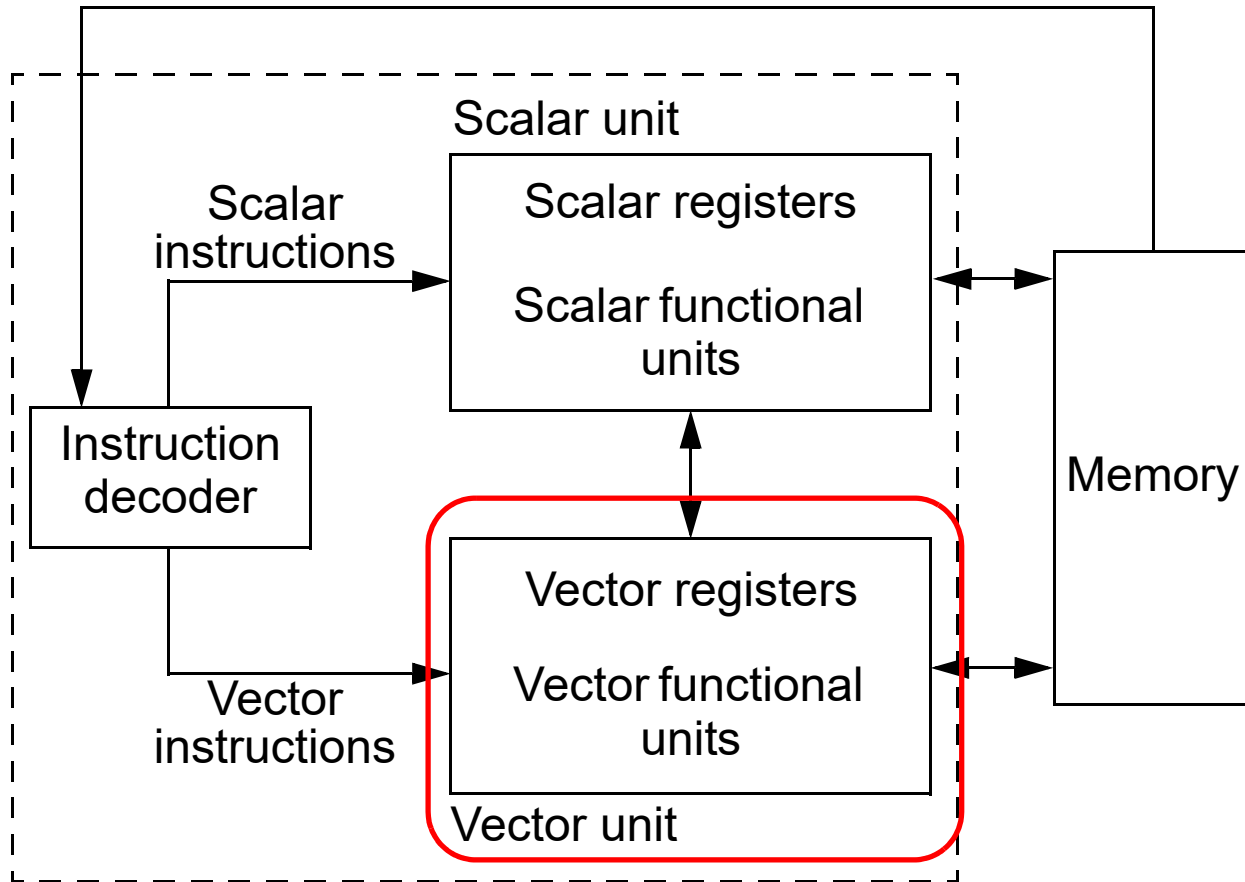 Scalar unit
Scalar registers
Scalar functional
units
Scalar
instructions
Instruction
decoder
Memory
Vector registers
Vector functional
units
Vector
instructions
Vector unit